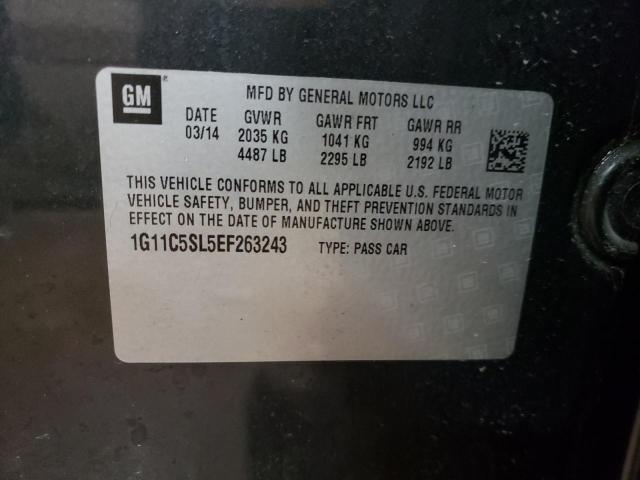 GM
MFD BY GENERAL MOTORS LLC
DATE GVWR GAWR FRT GAWR RR
03/14 2035 KG 1041 KG 994 KG
4487 LB 2295 LB 2192 LB
THIS VEHICLE CONFORMS TO ALL APPLICABLE U.S. FEDERAL MOTOR
VEHICLE SAFETY, BUMPER, AND THEFT PREVENTION STANDARDS IN
EFFECT ON THE DATE OF MANUFACTURE SHOWN ABOVE.
1G11C5SL5EF263243 TYPE: PASS CAR